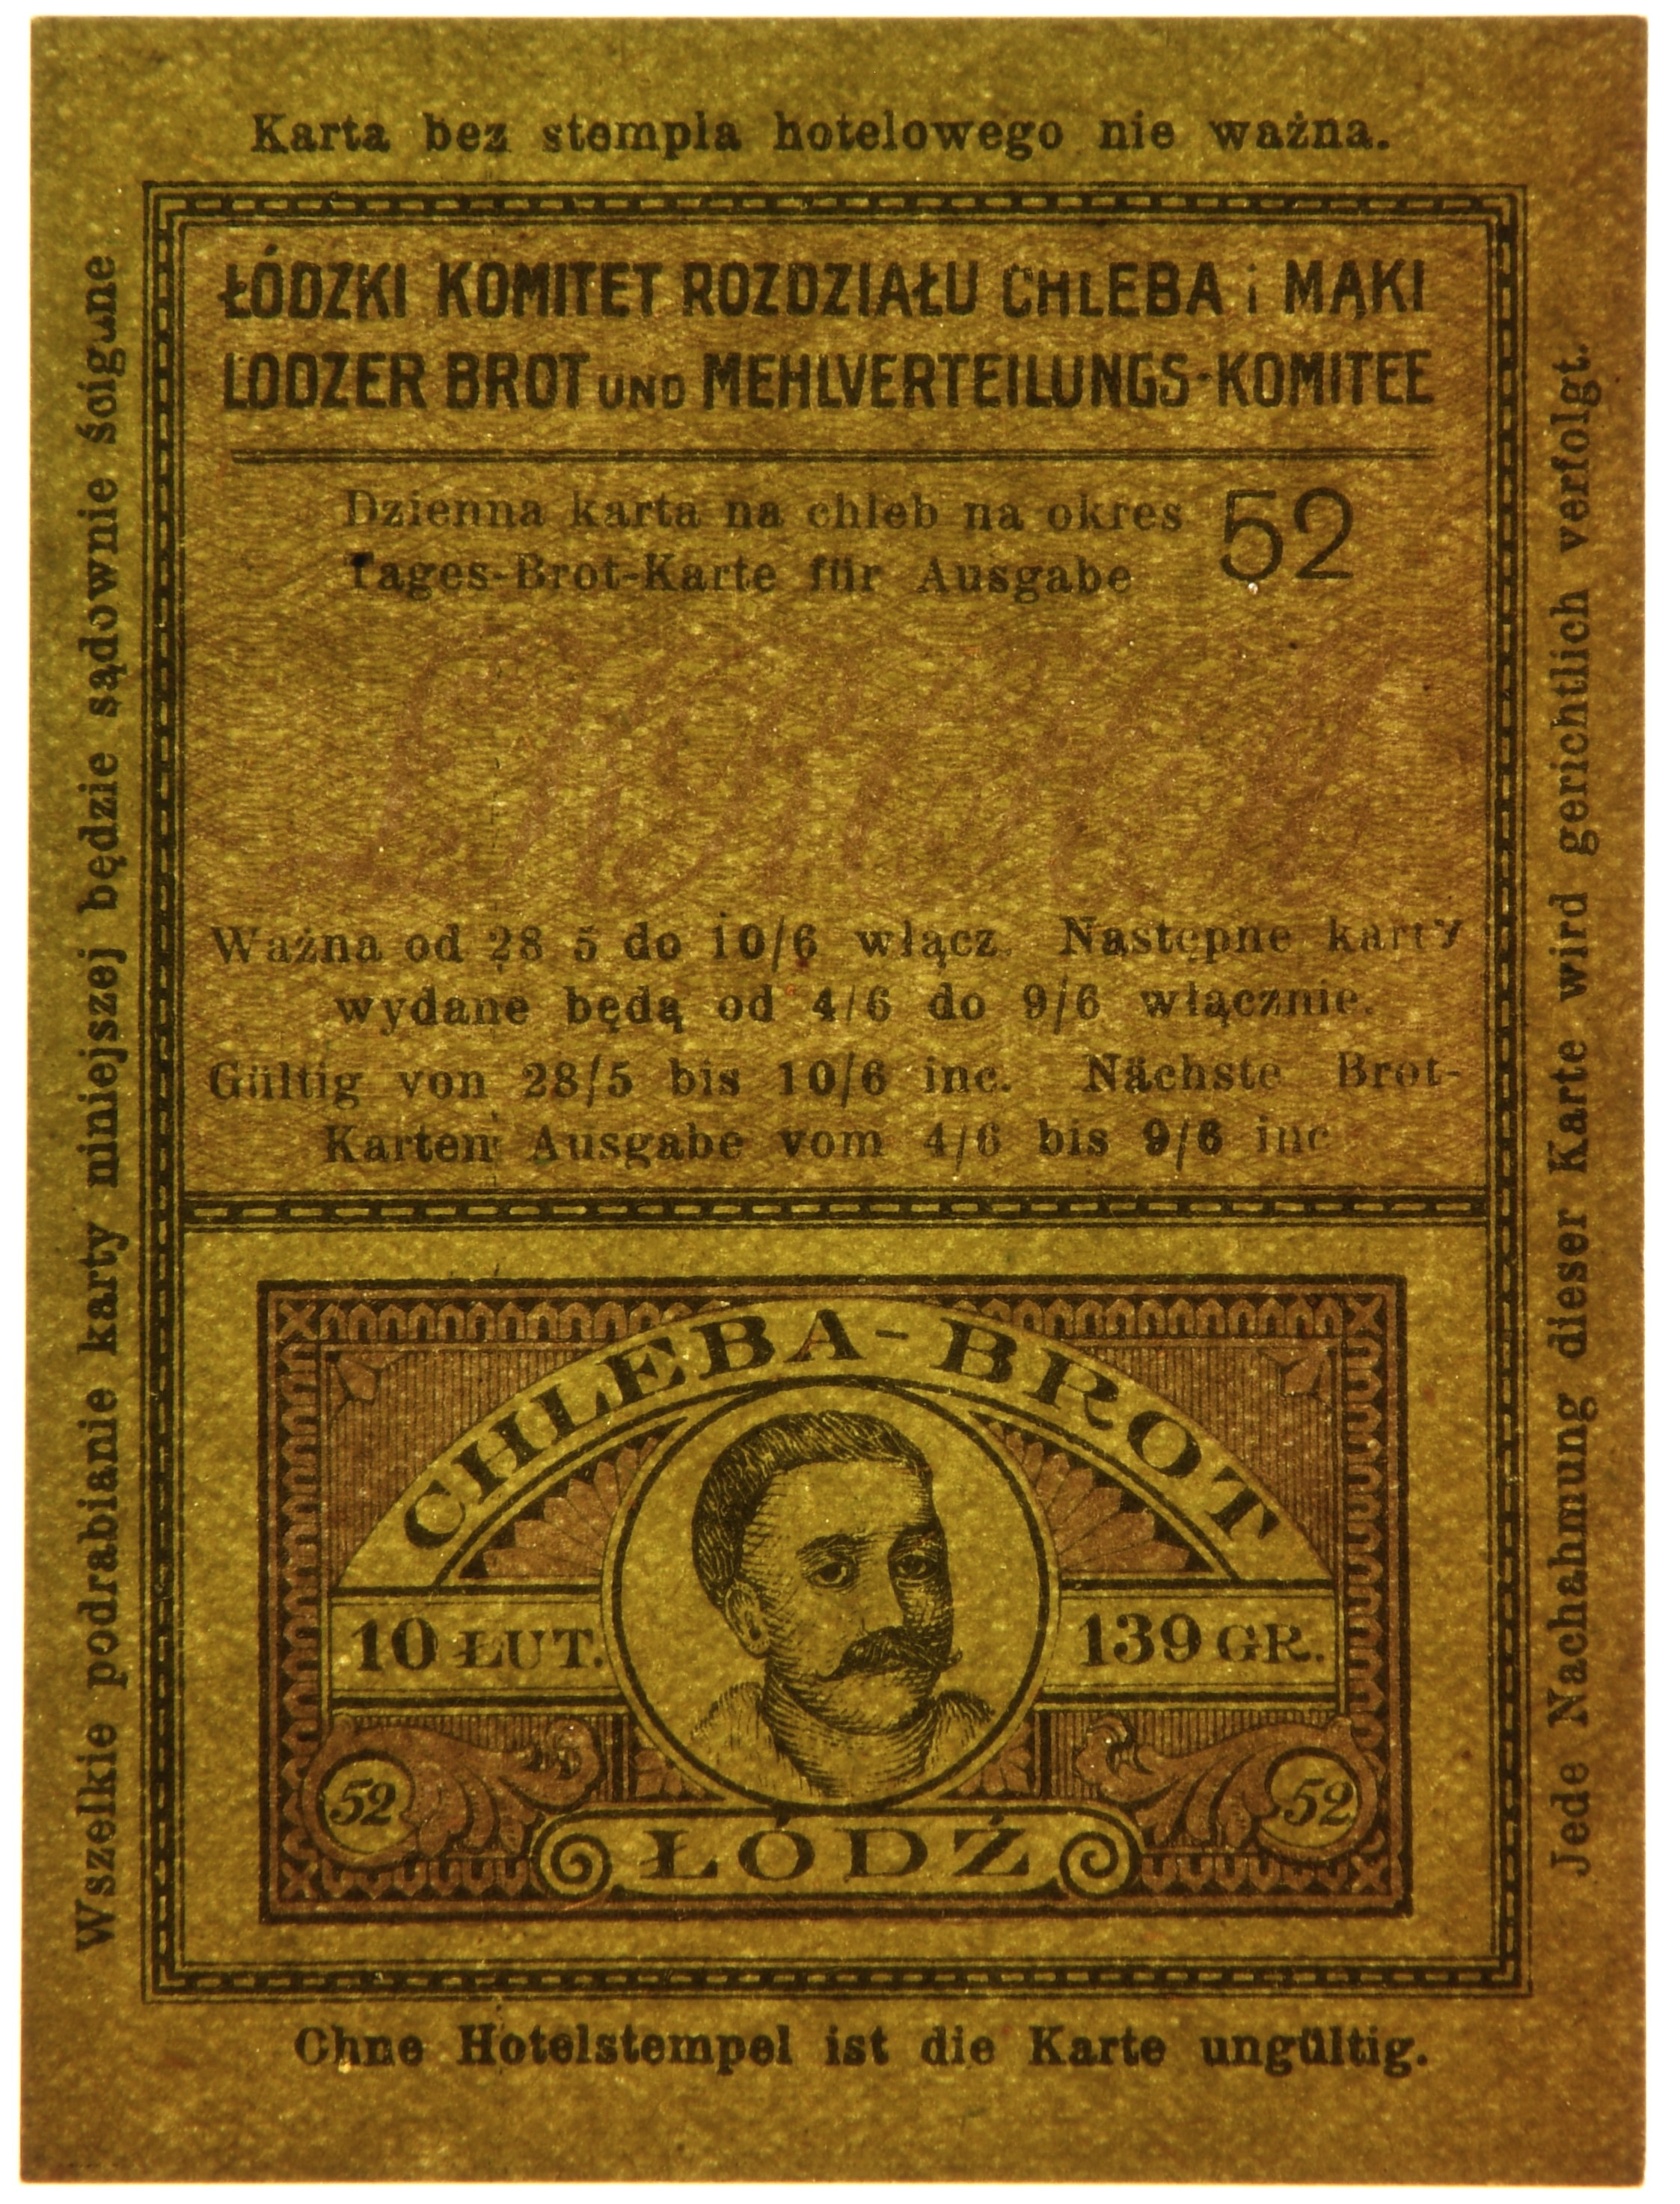 Karta bez stempla hotelowego nie ważna.
ŁÓDZKI KOMITET ROZDZIAŁU CHLEBA i MĄKI
LODZER BROT UND MEHLVERTEILUNGS-KOMITEE
Dzienna karta na chleb na okres 52
Tages-Brot-Karte für Ausgabe
Ważna od 28 5 do 10/6 włącz. Następne karty
wydane będą od 4/6 do 9/6 włącznie.
Gültig von 28/5 bis 10/6 inc. Nächste Brot-
Karten Ausgabe vom 4/6 bis 9/6 inc
CHLEBA-BROT
10 ŁUT. 139 GR.
52 52
ŁÓDŹ
Ohne Hotelstempel ist die Karte ungültig.
Wszelkie podrabianie karty niniejszej będzie sądownie ścigane
Jede Nachahmung dieser Karte wird gerichtlich verfolgt.